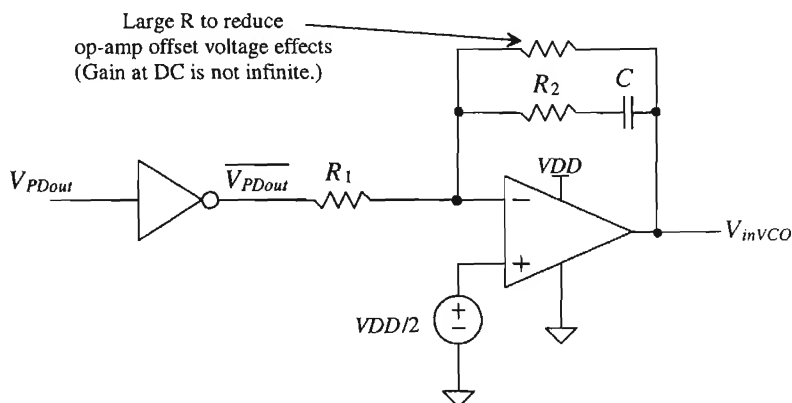 Large R to reduce
op-amp offset voltage effects
(Gain at DC is not infinite.)
R2
C
VPDout
VPDout
R1
VDD
−
+
VinVCO
VDD/2
+
−